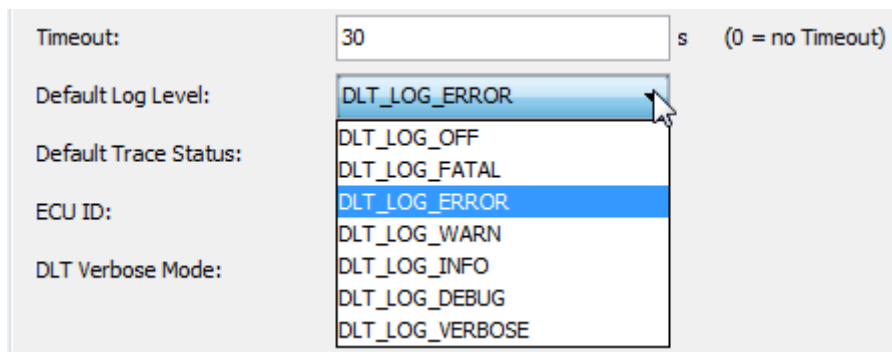 Timeout: 30 s (0 = no Timeout)
Default Log Level: DLT_LOG_ERROR
DLT_LOG_OFF
Default Trace Status:
DLT_LOG_FATAL
DLT_LOG_ERROR
ECU ID:
DLT_LOG_WARN
DLT_LOG_INFO
DLT Verbose Mode:
DLT_LOG_DEBUG
DLT_LOG_VERBOSE